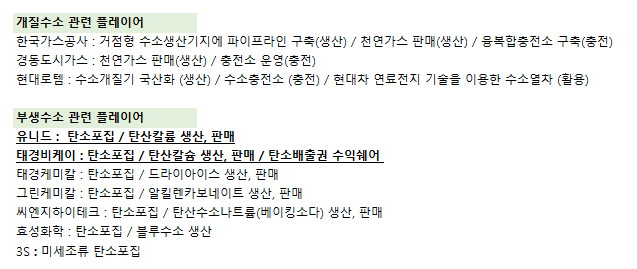 개질수소 관련 플레이어
한국가스공사 : 거점형 수소생산기지에 파이프라인 구축(생산) / 천연가스 판매(생산) / 융복합충전소 구축(충전)
경동도시가스 : 천연가스 판매(생산) / 충전소 운영(충전)
현대로템 : 수소개질기 국산화 (생산) / 수소충전소 (충전) / 현대차 연료전지 기술을 이용한 수소열차 (활용)
부생수소 관련 플레이어
유니드 : 탄소포집 / 탄산칼륨 생산, 판매
태경비케이 : 탄소포집 / 탄산칼슘 생산, 판매 / 탄소배출권 수익쉐어
태경케미칼 : 탄소포집 / 드라이아이스 생산, 판매
그린케미칼 : 탄소포집 / 알킬렌카보네이트 생산, 판매
씨엔지하이테크 : 탄소포집 / 탄산수소나트륨(베이킹소다) 생산, 판매
효성화학 : 탄소포집 / 블루수소 생산
3S : 미세조류 탄소포집